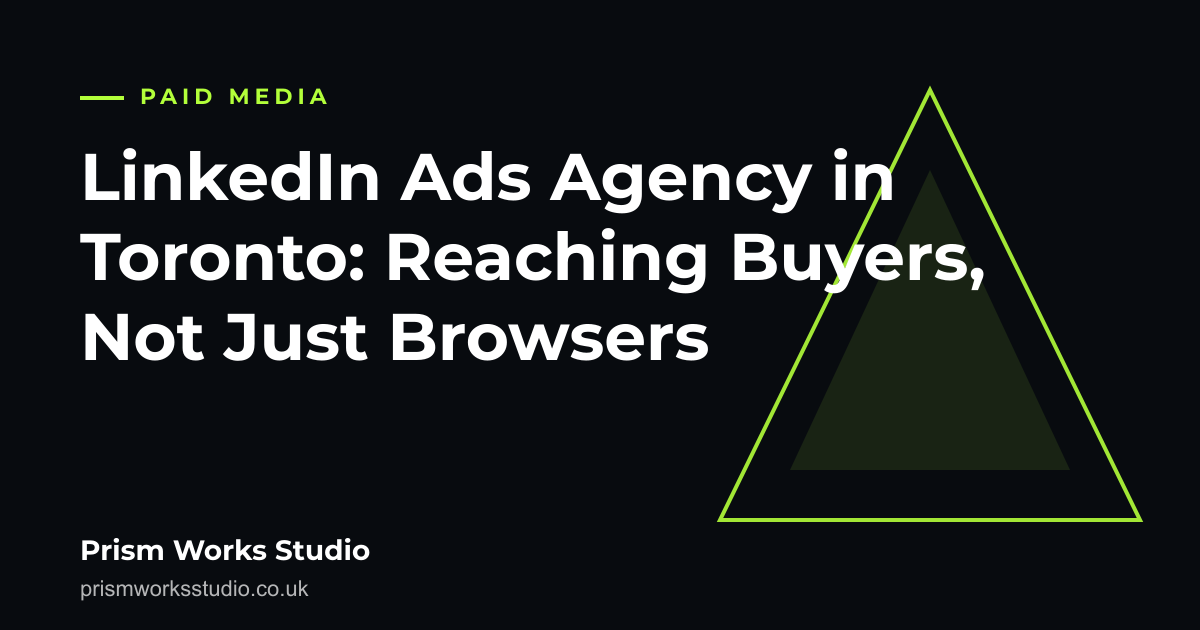 PAID MEDIA
LinkedIn Ads Agency in
Toronto: Reaching Buyers,
Not Just Browsers
Prism Works Studio
prismworksstudio.co.uk